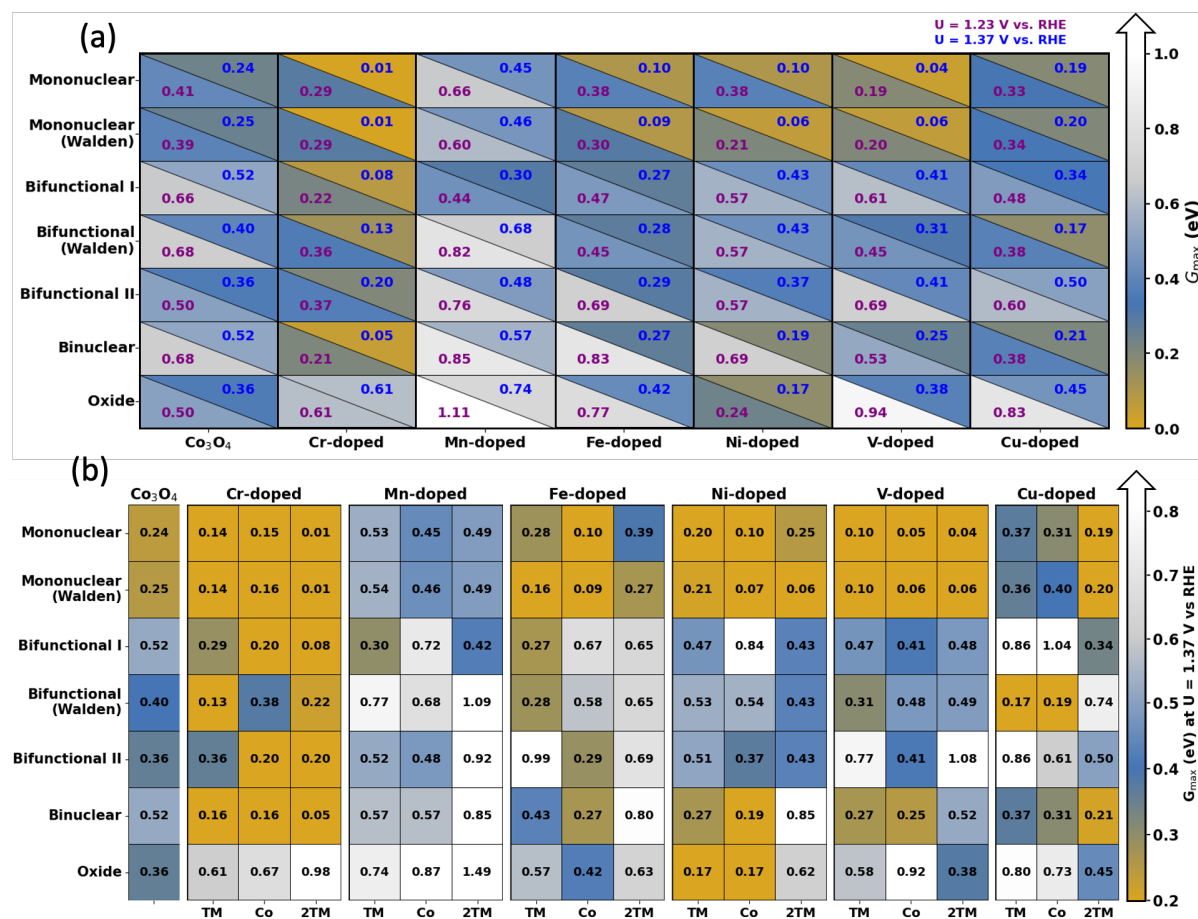 (a)
U = 1.23 V vs. RHE
U = 1.37 V vs. RHE
Mononuclear 0.24 0.41 0.01 0.29 0.45 0.66 0.10 0.38 0.10 0.38 0.04 0.19 0.19 0.33
Mononuclear (Walden) 0.25 0.39 0.01 0.29 0.46 0.60 0.09 0.30 0.06 0.21 0.06 0.20 0.20 0.34
Bifunctional I 0.52 0.66 0.08 0.22 0.30 0.44 0.27 0.47 0.43 0.57 0.41 0.61 0.34 0.48
Bifunctional (Walden) 0.40 0.68 0.13 0.36 0.68 0.82 0.28 0.45 0.43 0.57 0.31 0.45 0.17 0.38
Bifunctional II 0.36 0.50 0.20 0.37 0.48 0.76 0.29 0.69 0.37 0.57 0.41 0.69 0.50 0.60
Binuclear 0.52 0.68 0.05 0.21 0.57 0.85 0.27 0.83 0.19 0.69 0.25 0.53 0.21 0.38
Oxide 0.36 0.50 0.61 0.61 0.74 1.11 0.42 0.77 0.17 0.24 0.38 0.94 0.45 0.83
Co₃O₄ Cr-doped Mn-doped Fe-doped Ni-doped V-doped Cu-doped
1.0
0.8
0.6
0.4
0.2
0.0
G_max (eV)
(b)
Co₃O₄ Cr-doped Mn-doped Fe-doped Ni-doped V-doped Cu-doped
Mononuclear 0.24 0.14 0.15 0.01 0.53 0.45 0.49 0.28 0.10 0.39 0.20 0.10 0.25 0.10 0.05 0.04 0.37 0.31 0.19
Mononuclear (Walden) 0.25 0.14 0.16 0.01 0.54 0.46 0.49 0.16 0.09 0.27 0.21 0.07 0.06 0.10 0.06 0.06 0.36 0.40 0.20
Bifunctional I 0.52 0.29 0.20 0.08 0.30 0.72 0.42 0.27 0.67 0.65 0.47 0.84 0.43 0.47 0.41 0.48 0.86 1.04 0.34
Bifunctional (Walden) 0.40 0.13 0.38 0.22 0.77 0.68 1.09 0.28 0.58 0.65 0.53 0.54 0.43 0.31 0.48 0.49 0.17 0.19 0.74
Bifunctional II 0.36 0.36 0.20 0.20 0.52 0.48 0.92 0.99 0.29 0.69 0.51 0.37 0.43 0.77 0.41 1.08 0.86 0.61 0.50
Binuclear 0.52 0.16 0.16 0.05 0.57 0.57 0.85 0.43 0.27 0.80 0.27 0.19 0.85 0.27 0.25 0.52 0.37 0.31 0.21
Oxide 0.36 0.61 0.67 0.98 0.74 0.87 1.49 0.57 0.42 0.63 0.17 0.17 0.62 0.58 0.92 0.38 0.80 0.73 0.45
TM Co 2TM TM Co 2TM TM Co 2TM TM Co 2TM TM Co 2TM TM Co 2TM
0.8
0.7
0.6
0.5
0.4
0.3
0.2
G_max (eV) at U = 1.37 V vs RHE